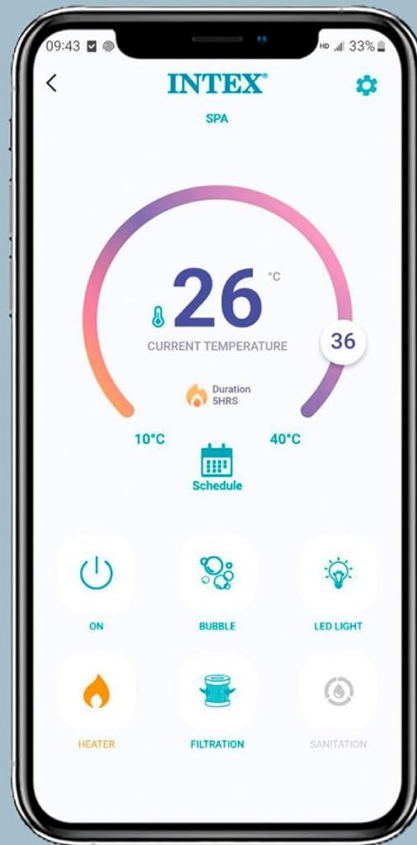 09:43 HD 33%
INTEX®
SPA
26 °C
CURRENT TEMPERATURE
36
Duration
5HRS
10°C 40°C
Schedule
ON BUBBLE LED LIGHT
HEATER FILTRATION SANITATION